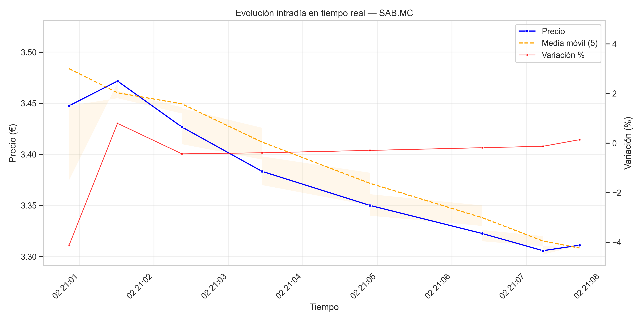 Evolución intradía en tiempo real — SAB.MC
Precio
Media móvil (5)
Variación %
3.50
3.45
3.40
3.35
3.30
Precio (€)
4
2
0
−2
−4
Variación (%)
02 21:01
02 21:02
02 21:03
02 21:04
02 21:05
02 21:06
02 21:07
02 21:08
Tiempo